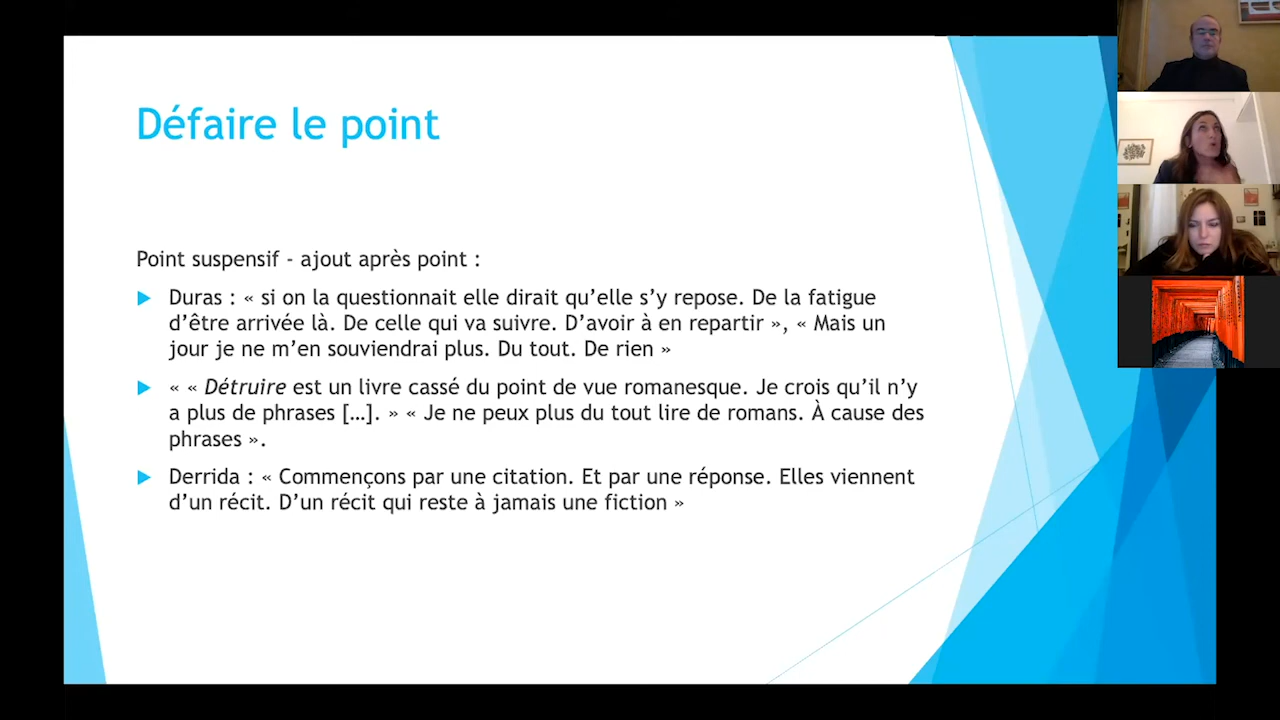 Défaire le point
Point suspensif - ajout après point :
Duras : « si on la questionnait elle dirait qu’elle s’y repose. De la fatigue
d’être arrivée là. De celle qui va suivre. D’avoir à en repartir », « Mais un
jour je ne m’en souviendrai plus. Du tout. De rien »
« « Détruire est un livre cassé du point de vue romanesque. Je crois qu’il n’y
a plus de phrases […]. » « Je ne peux plus du tout lire de romans. À cause des
phrases ».
Derrida : « Commençons par une citation. Et par une réponse. Elles viennent
d’un récit. D’un récit qui reste à jamais une fiction »